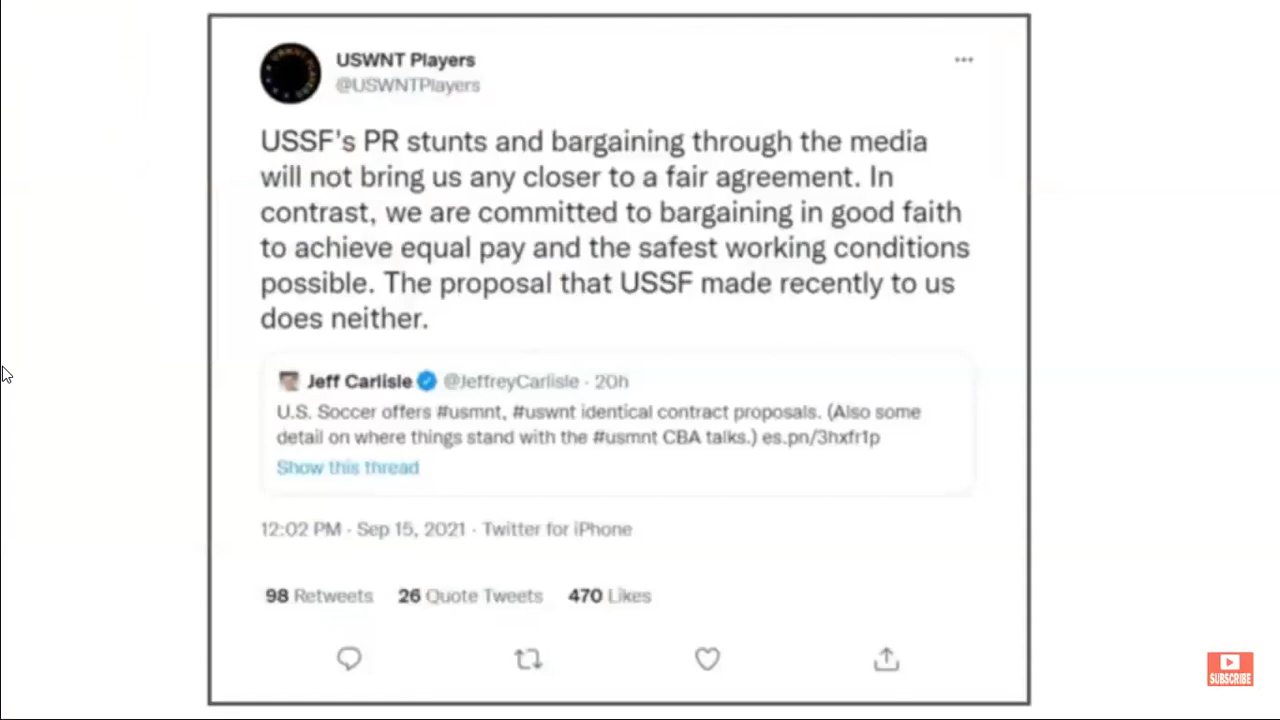 USWNT Players
@USWNTPlayers
USSF's PR stunts and bargaining through the media
will not bring us any closer to a fair agreement. In
contrast, we are committed to bargaining in good faith
to achieve equal pay and the safest working conditions
possible. The proposal that USSF made recently to us
does neither.
Jeff Carlisle @JeffreyCarlisle · 20h
U.S. Soccer offers #usmnt, #uswnt identical contract proposals. (Also some
detail on where things stand with the #usmnt CBA talks.) es.pn/3hxfr1p
Show this thread
12:02 PM · Sep 15, 2021 · Twitter for iPhone
98 Retweets 26 Quote Tweets 470 Likes
SUBSCRIBE